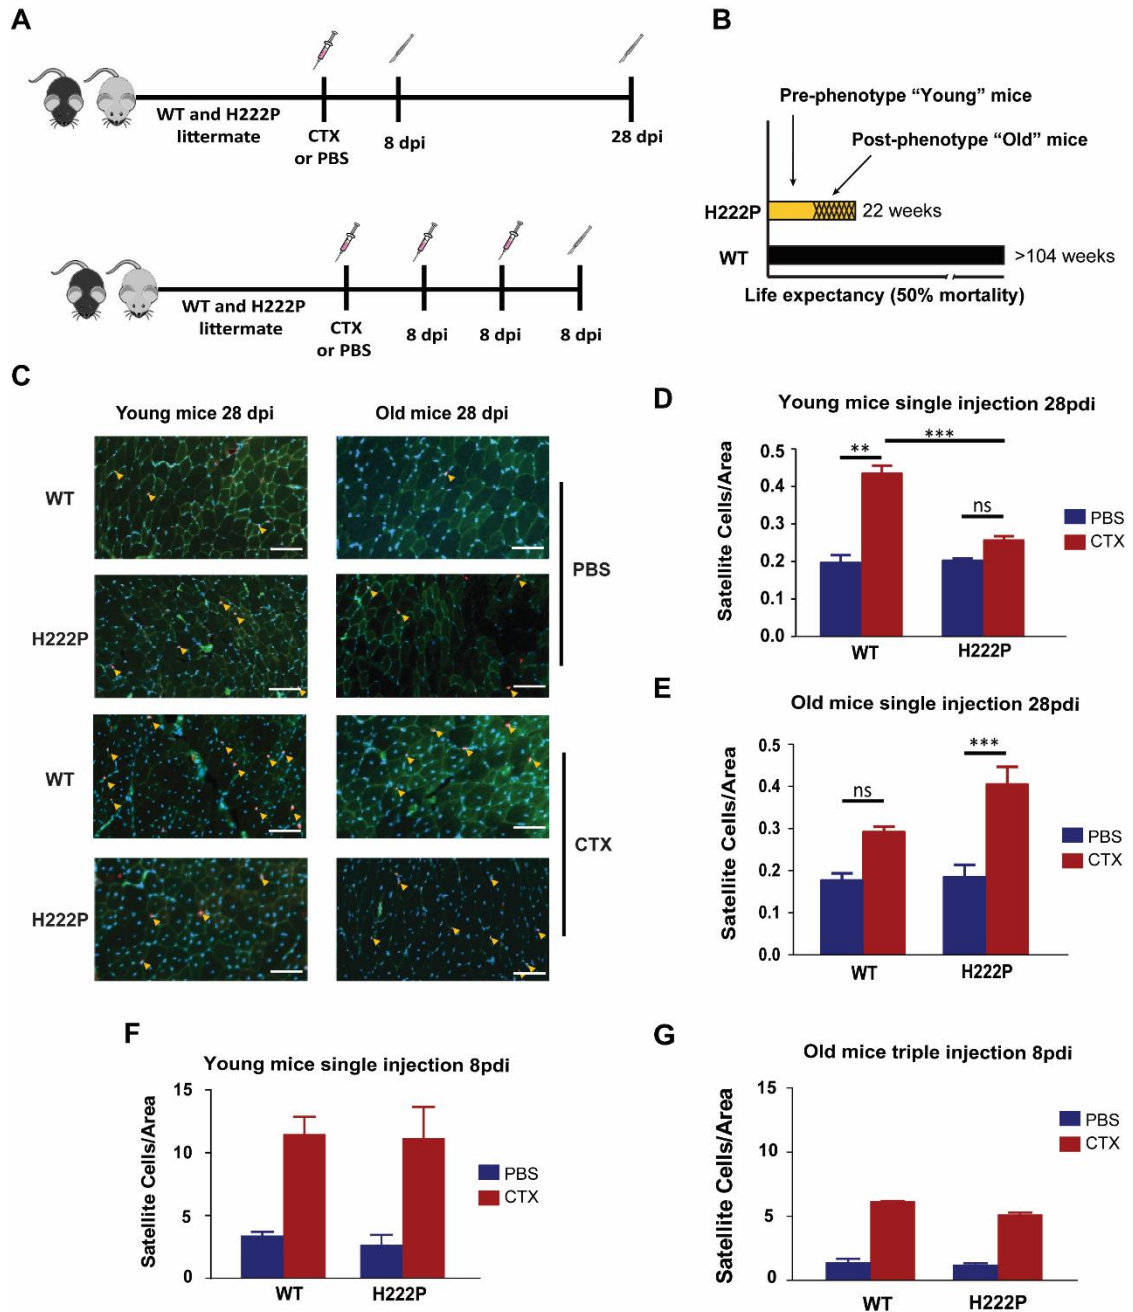 A
WT and H222P
littermate
CTX
or PBS
8 dpi
28 dpi
WT and H222P
littermate
CTX
or PBS
8 dpi
8 dpi
8 dpi
B
Pre-phenotype “Young” mice
Post-phenotype “Old” mice
H222P
22 weeks
WT
>104 weeks
Life expectancy (50% mortality)
C
Young mice 28 dpi
Old mice 28 dpi
WT
H222P
PBS
WT
H222P
CTX
D
Young mice single injection 28pdi
Satellite Cells/Area
0.5
0.4
0.3
0.2
0.1
0.0
**
***
ns
WT
H222P
PBS
CTX
E
Old mice single injection 28pdi
Satellite Cells/Area
0.5
0.4
0.3
0.2
0.1
0.0
ns
***
WT
H222P
PBS
CTX
F
Young mice single injection 8pdi
Satellite Cells/Area
15
10
5
0
WT
H222P
PBS
CTX
G
Old mice triple injection 8pdi
Satellite Cells/Area
15
10
5
0
WT
H222P
PBS
CTX